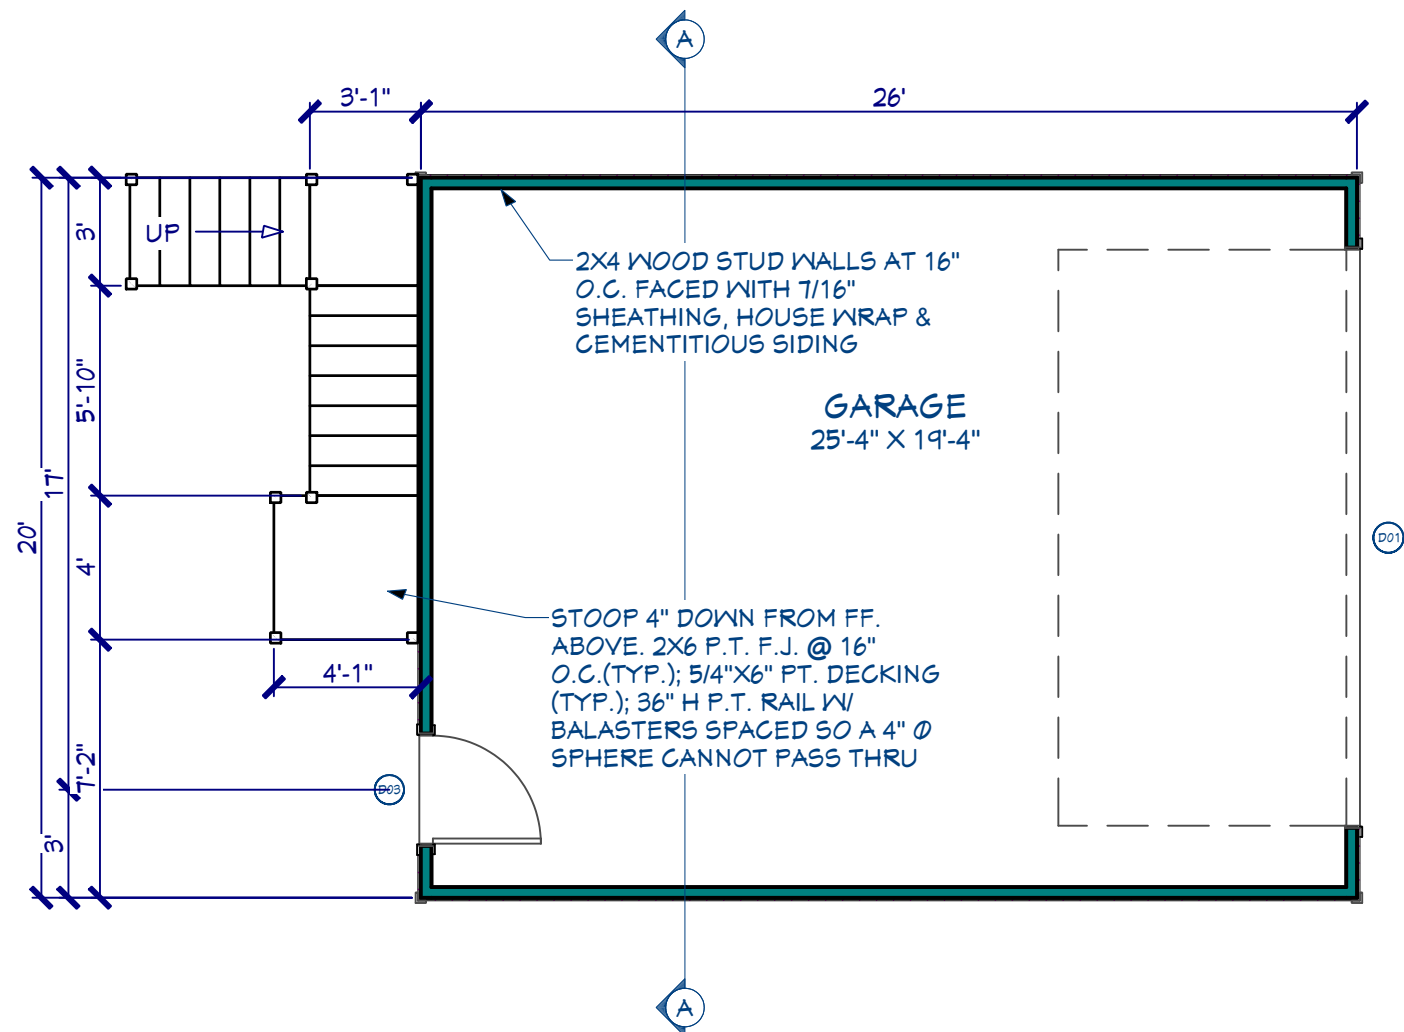 A
3'-1"
26'
UP
3'
2X4 WOOD STUD WALLS AT 16"
O.C. FACED WITH 7/16"
SHEATHING, HOUSE WRAP &
CEMENTITIOUS SIDING
5'-10"
GARAGE
25'-4" X 19'-4"
17'
20'
D01
4'
STOOP 4" DOWN FROM FF.
ABOVE. 2X6 P.T. F.J. @ 16"
O.C.(TYP.); 5/4"X6" PT. DECKING
(TYP.); 36" H P.T. RAIL W/
BALASTERS SPACED SO A 4" Ø
SPHERE CANNOT PASS THRU
4'-1"
7'-2"
D03
3'
A